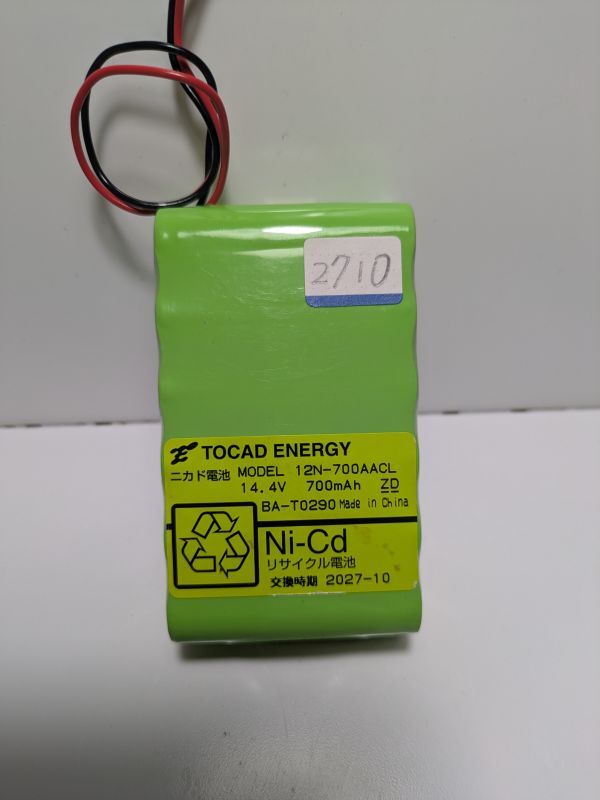 2710
TOCAD ENERGY
ニカド電池 MODEL 12N-700AACL
14.4V 700mAh ZD
BA-T0290 Made in China
Ni-Cd
リサイクル電池
交換時期 2027-10